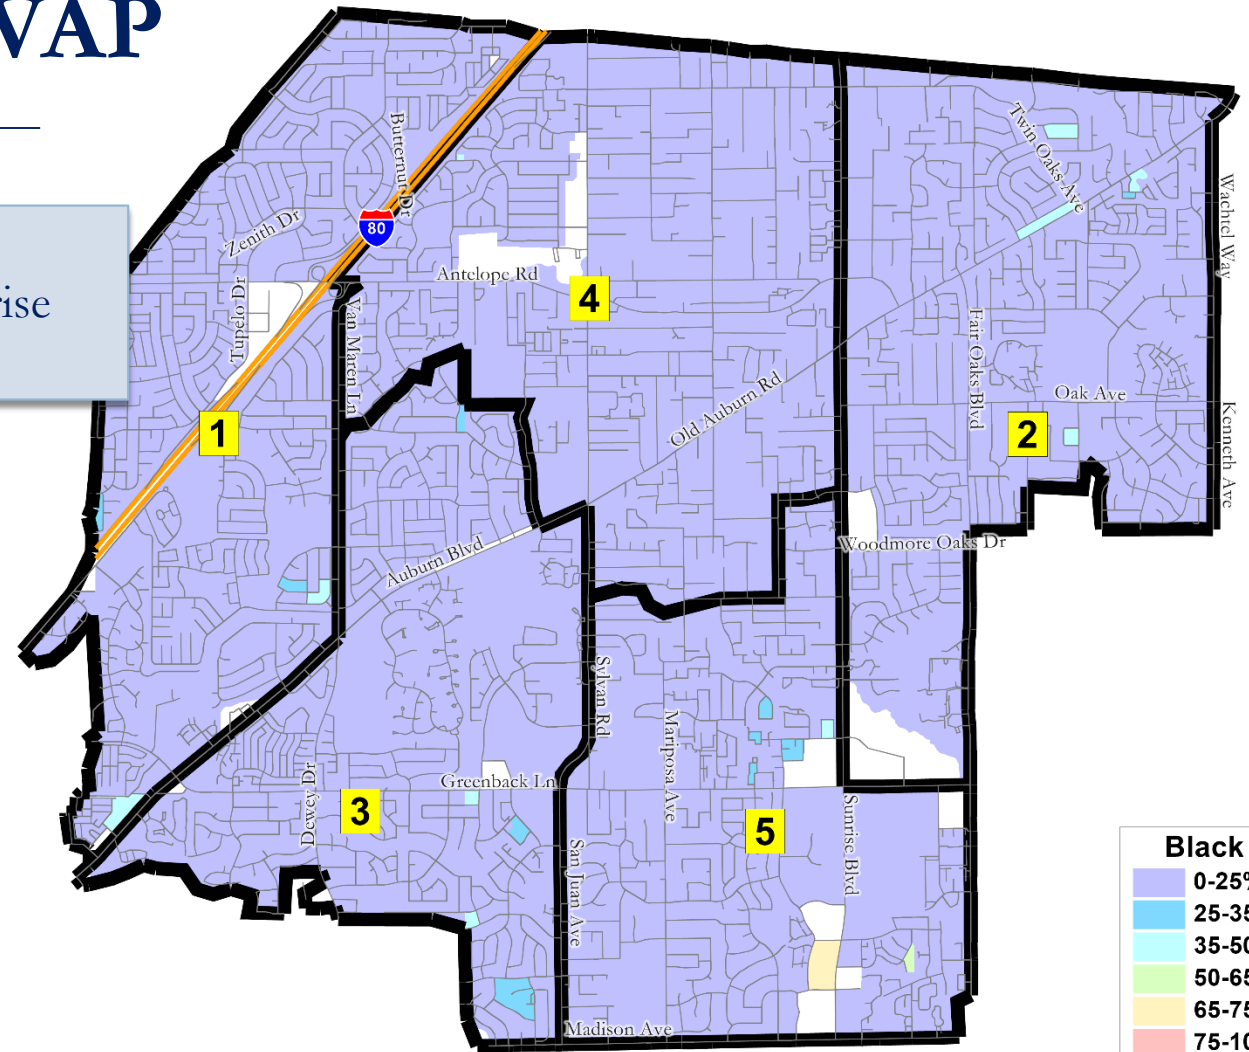 VAP
rise
Butternut Dr
Zenith Dr
80
Tupelo Dr
Van Maren Ln
Antelope Rd
4
Twin Oaks Ave
Wachtel Way
Fair Oaks Blvd
Oak Ave
Old Auburn Rd
1
2
Kenneth Ave
Auburn Blvd
Woodmore Oaks Dr
Sylvan Rd
Mariposa Ave
Greenback Ln
Dewey Dr
3
5
Sunrise Blvd
San Juan Ave
Madison Ave
Black
0-25%
25-35
35-50
50-65
65-75
75-10